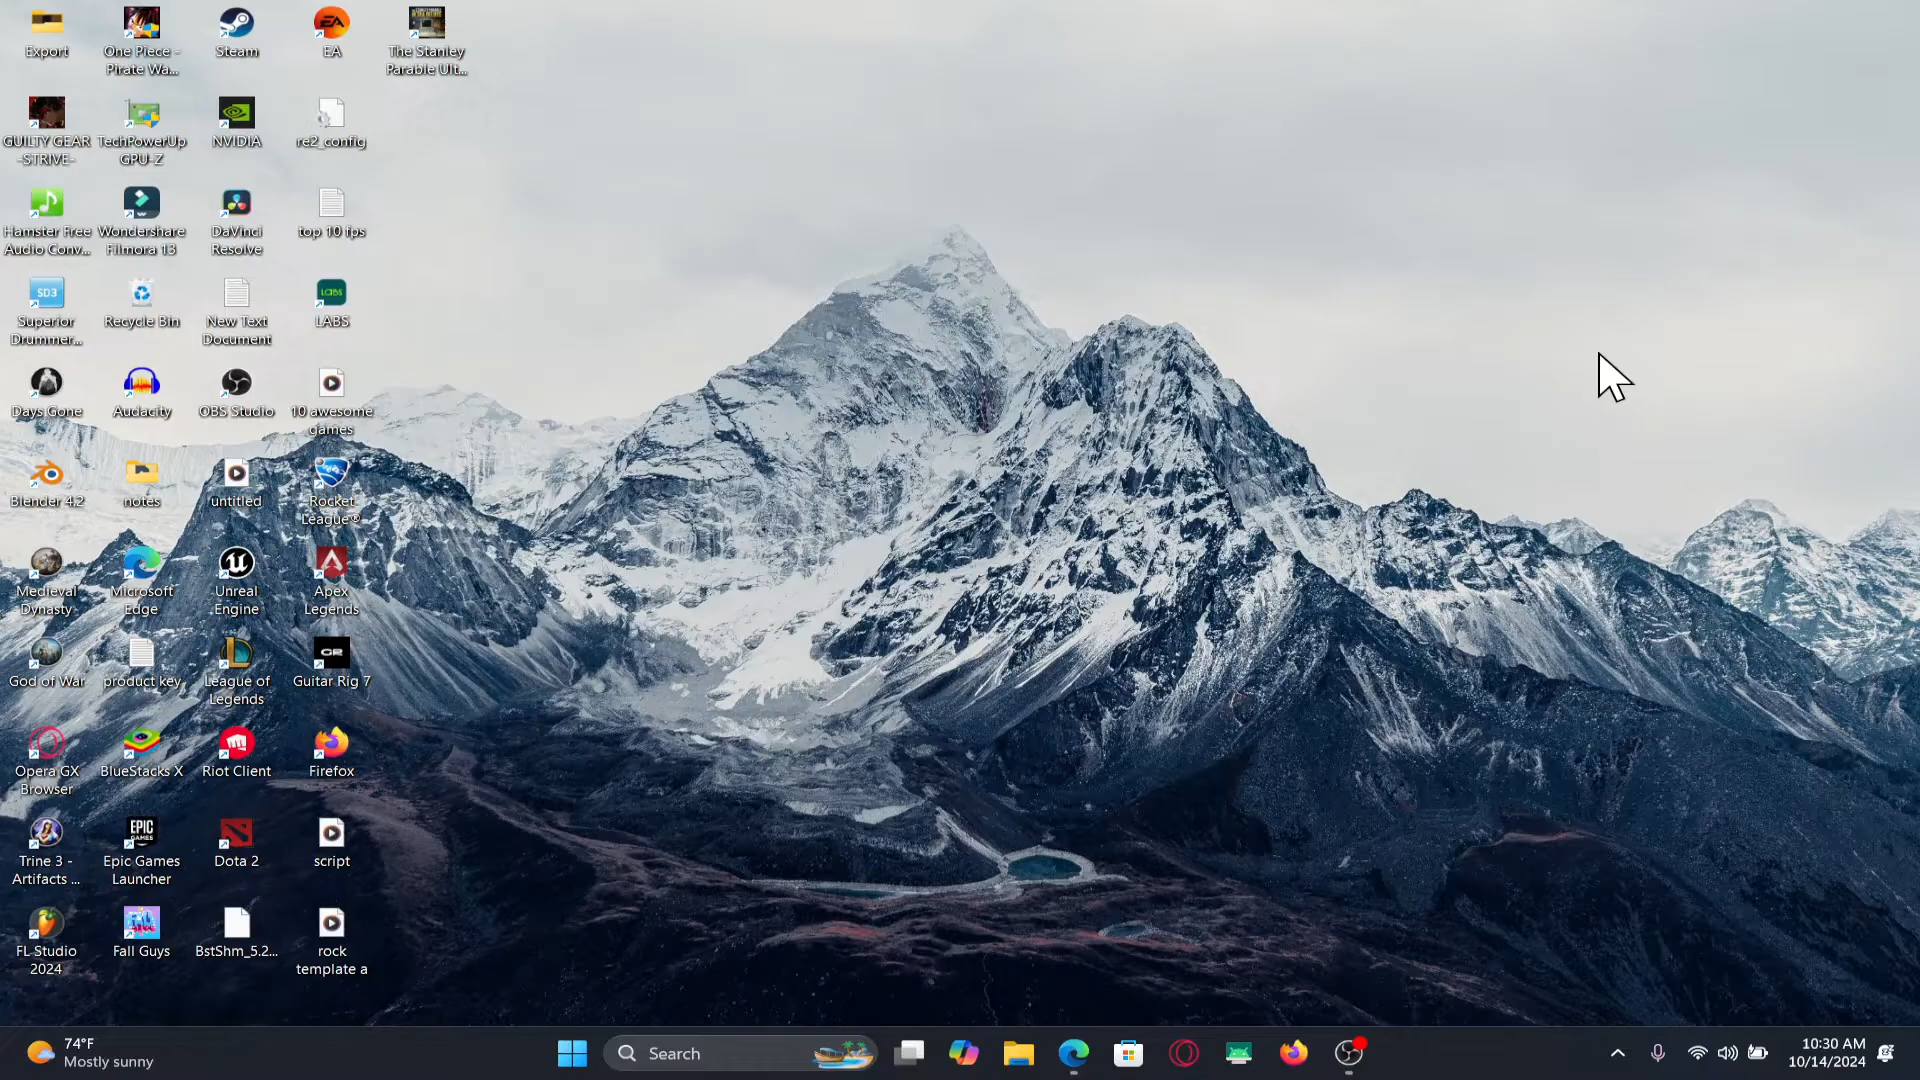 Export
One Piece -
Pirate Wa...
Steam
EA
The Stanley
Parable Ult...
GUILTY GEAR
-STRIVE-
TechPowerUp
GPU-Z
NVIDIA
re2_config
Hamster Free
Audio Conv...
Wondershare
Filmora 13
DaVinci
Resolve
top 10 fps
SD3
Superior
Drummer...
Recycle Bin
New Text
Document
LABS
LABS
Days Gone
Audacity
OBS Studio
10 awesome
games
Blender 4.2
notes
untitled
Rocket
League®
Medieval
Dynasty
Microsoft
Edge
Unreal
Engine
Apex
Legends
God of War
product key
League of
Legends
GR
Guitar Rig 7
Opera GX
Browser
BlueStacks X
Riot Client
Firefox
Trine 3 -
Artifacts ...
EPIC
GAMES
Epic Games
Launcher
Dota 2
script
FL Studio
2024
Fall Guys
BstShm_5.2...
rock
template a
74°F
Mostly sunny
Search
10:30 AM
10/14/2024